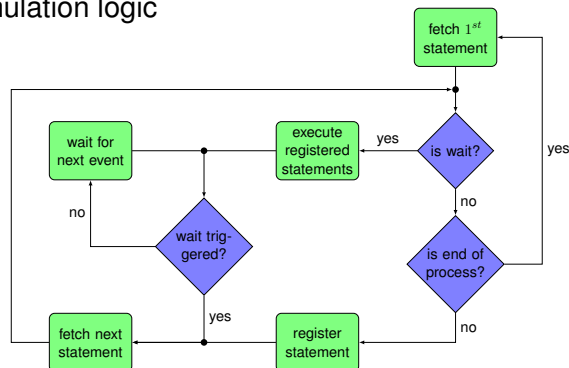 ulation logic
fetch 1st
statement
wait for
next event
execute
registered
statements
yes
is wait?
yes
no
no
wait trig-
gered?
is end of
process?
yes
no
fetch next
statement
register
statement